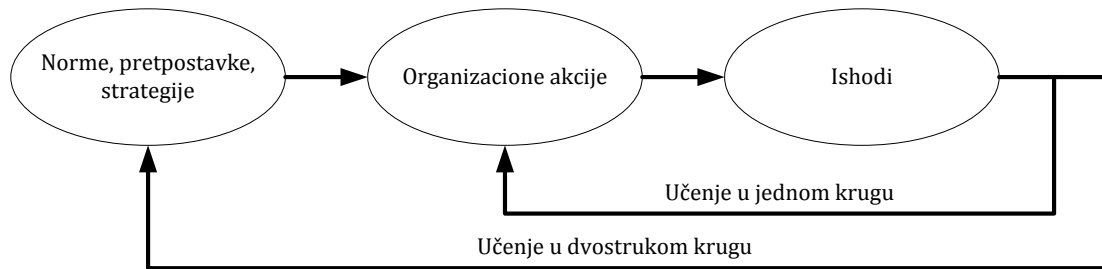 Norme, pretpostavke,
strategije
Organizacione akcije
Ishodi
Učenje u jednom krugu
Učenje u dvostrukom krugu